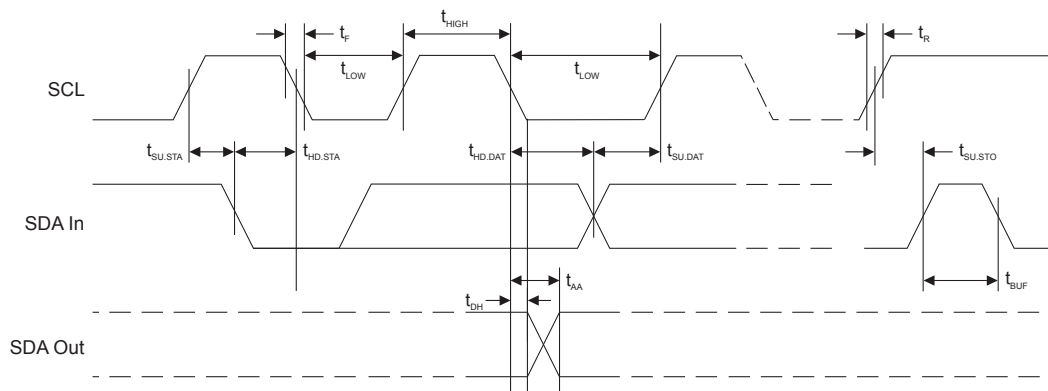 tHIGH
tF
tR
tLOW
tLOW
SCL
tSU.STA
tHD.STA
tHD.DAT
tSU.DAT
tSU.STO
SDA In
tAA
tBUF
tDH
SDA Out